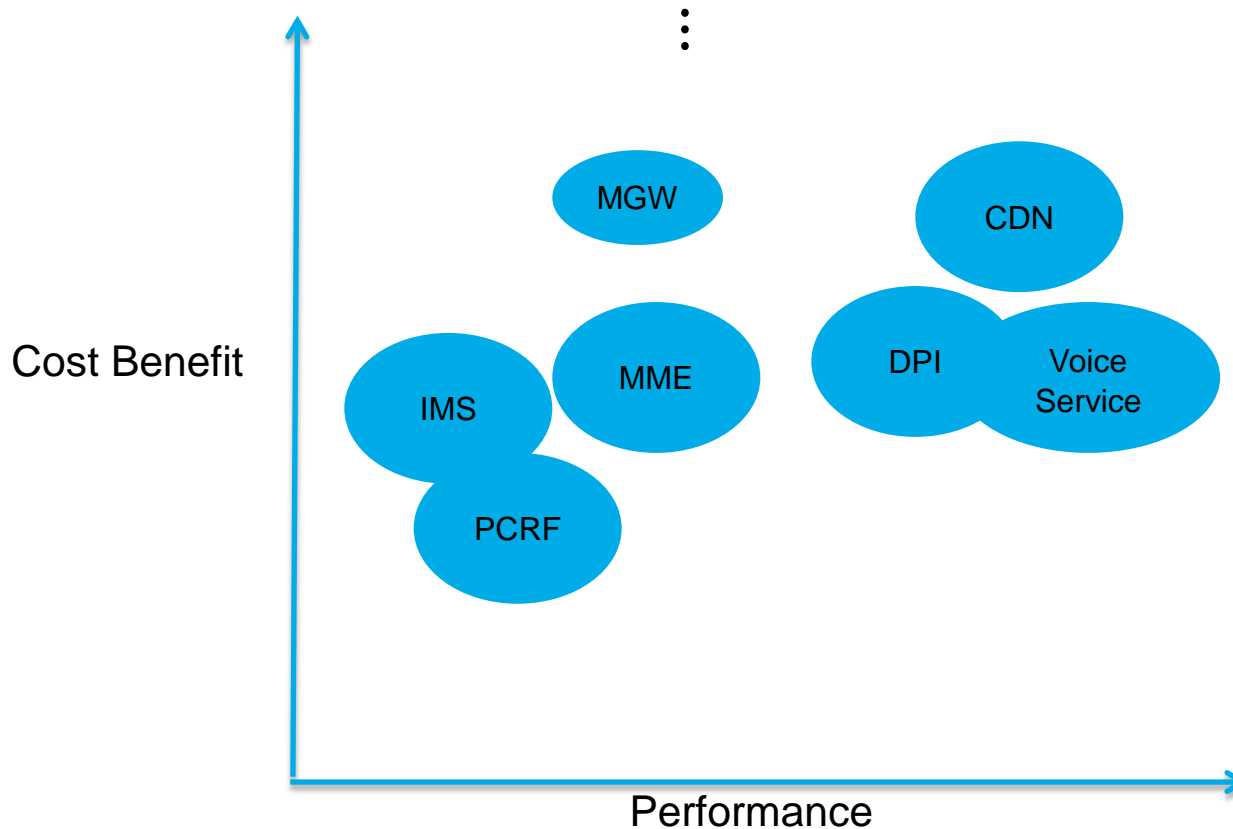 MGW
CDN
Cost Benefit
DPI
Voice
Service
MME
IMS
PCRF
Performance